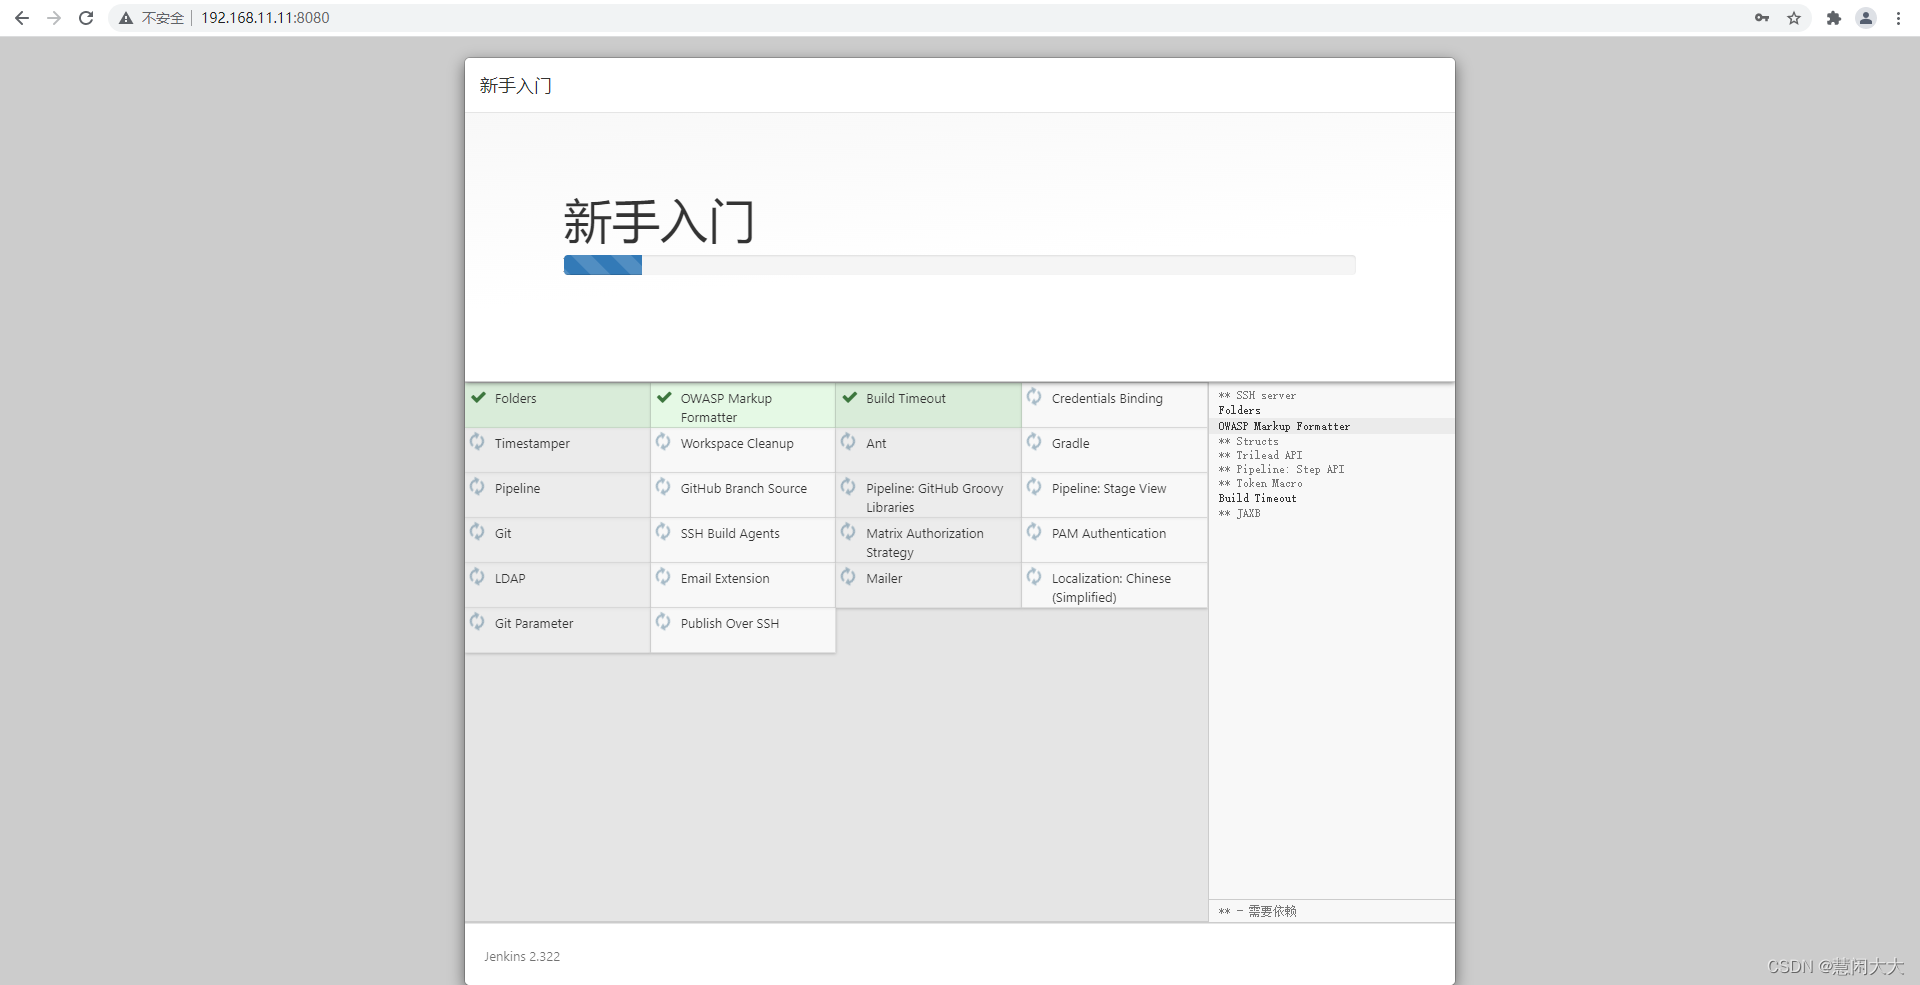 不安全 192.168.11.11:8080
新手入门
新手入门
Folders
OWASP Markup
Formatter
Build Timeout
Credentials Binding
Timestamper
Workspace Cleanup
Ant
Gradle
Pipeline
GitHub Branch Source
Pipeline: GitHub Groovy
Libraries
Pipeline: Stage View
Git
SSH Build Agents
Matrix Authorization
Strategy
PAM Authentication
LDAP
Email Extension
Mailer
Localization: Chinese
(Simplified)
Git Parameter
Publish Over SSH
** SSH server
Folders
OWASP Markup Formatter
** Structs
** Trilead API
** Pipeline: Step API
** Token Macro
Build Timeout
** JAXB
** - 需要依赖
Jenkins 2.322
CSDN @慧闲大大